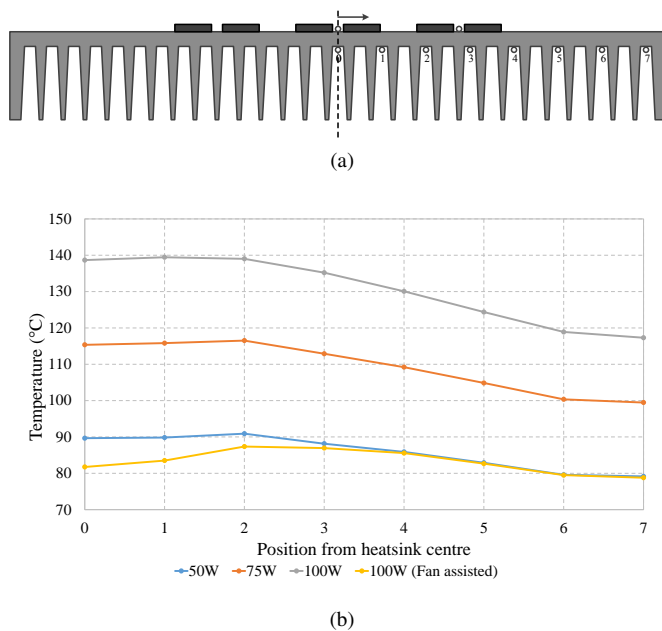 0 1 2 3 4 5 6 7
(a)
150
140
130
120
110
100
90
80
70
Temperature (°C)
0 1 2 3 4 5 6 7
Position from heatsink centre
50W 75W 100W 100W (Fan assisted)
(b)